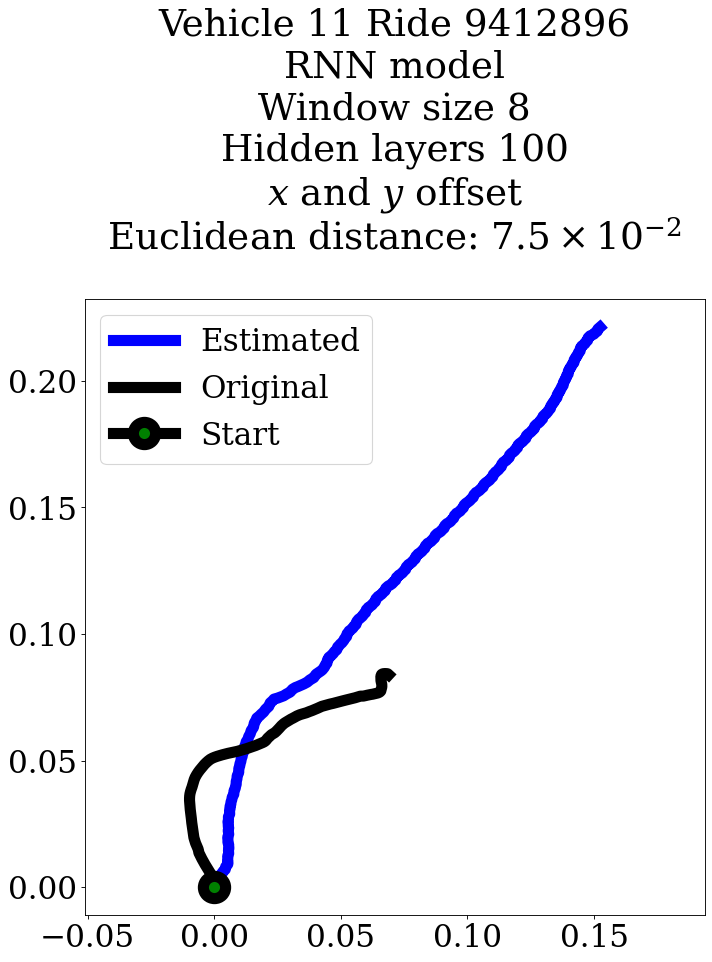 Vehicle 11 Ride 9412896
RNN model
Window size 8
Hidden layers 100
x and y offset
Euclidean distance: 7.5 × 10⁻²
Estimated
Original
Start
0.20
0.15
0.10
0.05
0.00
−0.05 0.00 0.05 0.10 0.15